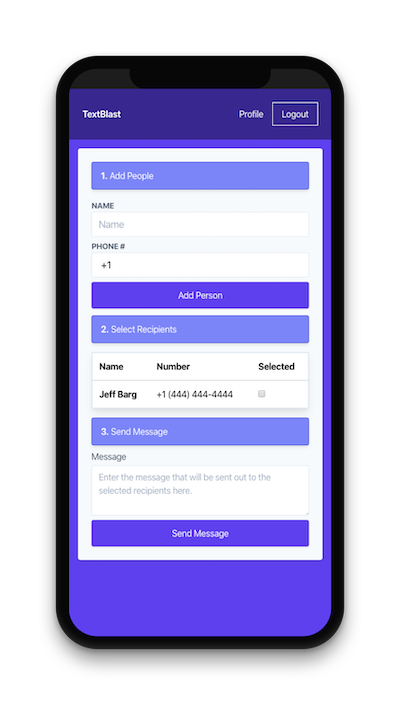 TextBlast Profile Logout
1. Add People
NAME
Name
PHONE #
+1
Add Person
2. Select Recipients
Name Number Selected
Jeff Barg +1 (444) 444-4444
3. Send Message
Message
Enter the message that will be sent out to the
selected recipients here.
Send Message